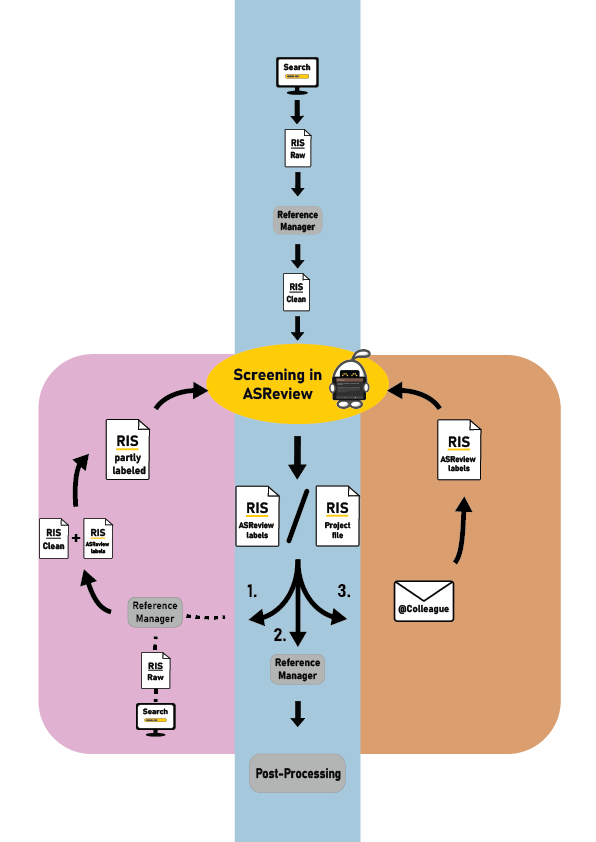 Search
RIS
Raw
Reference
Manager
RIS
Clean
Screening in
ASReview
RIS
partly
labeled
RIS
ASReview
labels
RIS
Clean
+
RIS
ASReview
labels
RIS
ASReview
labels
RIS
Project
file
1.
2.
3.
@Colleague
Reference
Manager
RIS
Raw
Search
Reference
Manager
Post-Processing